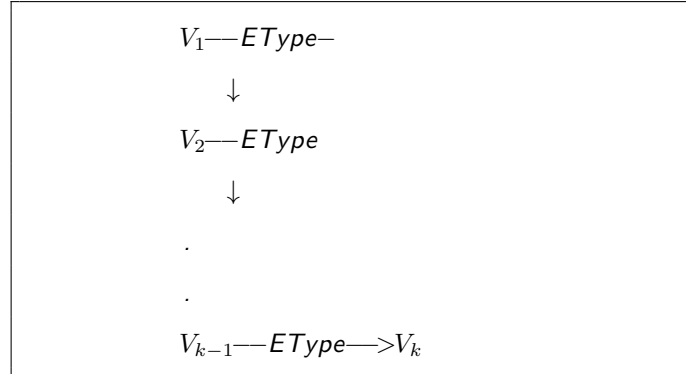 V₁——EType–
↓
V₂——EType
↓
.
.
Vₖ₋₁——EType—–>Vₖ